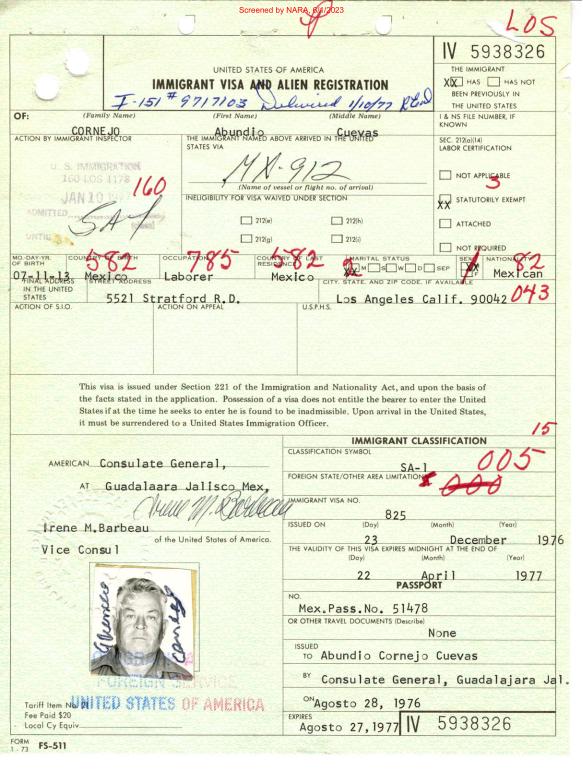 Screened by NARA, 6/1/2023
LOS
IV 5938326
UNITED STATES OF AMERICA
IMMIGRANT VISA AND ALIEN REGISTRATION
I-151 # 9717103 Delivered 1/10/77
THE IMMIGRANT
XX HAS HAS NOT
BEEN PREVIOUSLY IN
THE UNITED STATES
I & NS FILE NUMBER, IF KNOWN
OF: (Family Name) (First Name) (Middle Name)
CORNEJO Abundio Cuevas
ACTION BY IMMIGRANT INSPECTOR
THE IMMIGRANT NAMED ABOVE ARRIVED IN THE UNITED STATES VIA
MX-912
(Name of vessel or flight no. of arrival)
SEC. 212(a)(14)
LABOR CERTIFICATION
NOT APPLICABLE
3
XX STATUTORILY EXEMPT
ATTACHED
NOT REQUIRED
U. S. IMMIGRATION
160 LOS 1178
JAN 10
160
ADMITTED
SA-1
UNTIL
INELIGIBILITY FOR VISA WAIVED UNDER SECTION
212(e) 212(h)
212(g) 212(i)
MO.-DAY-YR. OF BIRTH
07-11-13
COUNTRY OF BIRTH
582
Mexico
OCCUPATION
785
Laborer
COUNTRY OF LAST RESIDENCE
582
Mexico
MARITAL STATUS
2
M S W D SEP
SEX
1
NATIONALITY
82
Mexican
FINAL ADDRESS IN THE UNITED STATES
STREET ADDRESS
5521 Stratford R.D.
CITY, STATE, AND ZIP CODE, IF AVAILABLE
Los Angeles Calif. 90042 043
ACTION OF S.I.O. ACTION ON APPEAL U.S.P.H.S.
This visa is issued under Section 221 of the Immigration and Nationality Act, and upon the basis of
the facts stated in the application. Possession of a visa does not entitle the bearer to enter the United
States if at the time he seeks to enter he is found to be inadmissible. Upon arrival in the United States,
it must be surrendered to a United States Immigration Officer.
15
AMERICAN Consulate General,
AT Guadalaara Jalisco Mex,
Irene M. Barbeau
Irene M.Barbeau
of the United States of America.
Vice Consul
IMMIGRANT CLASSIFICATION
CLASSIFICATION SYMBOL
SA-1 005
FOREIGN STATE/OTHER AREA LIMITATION
000
IMMIGRANT VISA NO.
825
ISSUED ON (Day) (Month) (Year)
23 December 1976
THE VALIDITY OF THIS VISA EXPIRES MIDNIGHT AT THE END OF
(Day) (Month) (Year)
22 April 1977
PASSPORT
NO.
Mex.Pass.No. 51478
OR OTHER TRAVEL DOCUMENTS (Describe)
None
ISSUED
TO Abundio Cornejo Cuevas
BY Consulate General, Guadalajara Jal.
ON Agosto 28, 1976
EXPIRES
Agosto 27, 1977
IV 5938326
FOREIGN SERVICE
UNITED STATES OF AMERICA
Tariff Item No. 21
Fee Paid $20
Local Cy Equiv.
FORM FS-511
1 - 73